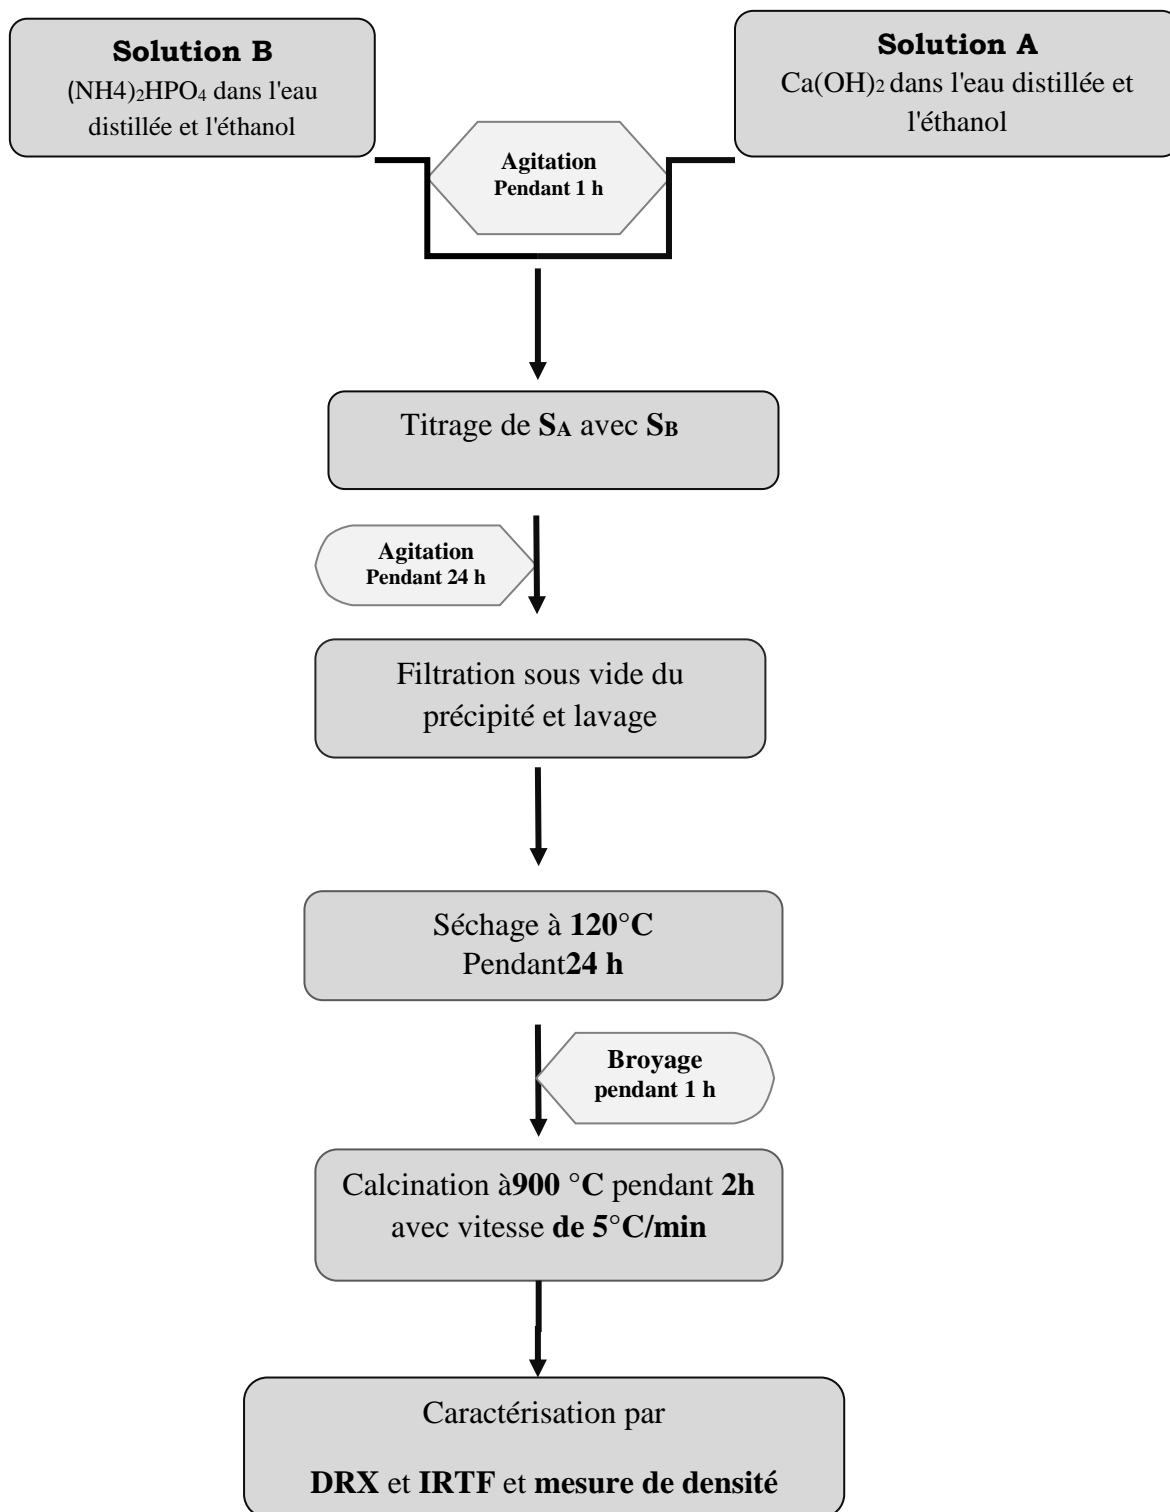 Solution B
(NH4)₂HPO₄ dans l'eau
distillée et l'éthanol
Solution A
Ca(OH)2 dans l'eau distillée et
l'éthanol
Agitation
Pendant 1 h
Titrage de SA avec SB
Agitation
Pendant 24 h
Filtration sous vide du
précipité et lavage
Séchage à 120°C
Pendant24 h
Broyage
pendant 1 h
Calcination à900 °C pendant 2h
avec vitesse de 5°C/min
Caractérisation par
DRX et IRTF et mesure de densité